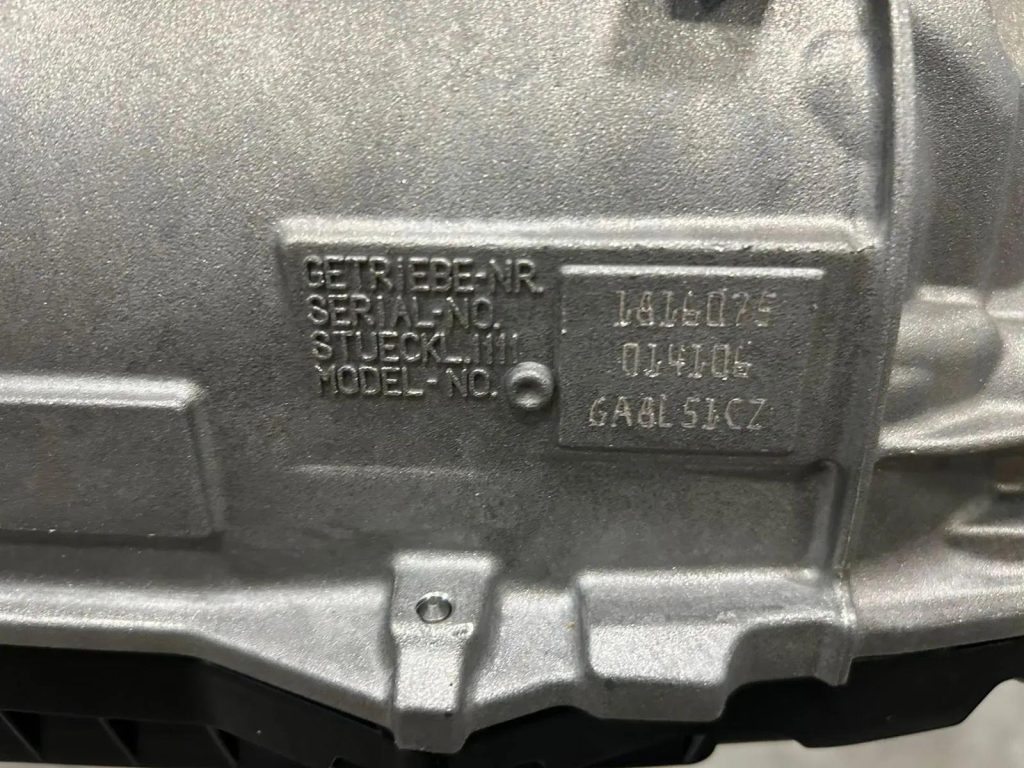 GETRIEBE-NR.
SERIAL-NO.
STUECKL.1111
MODEL-NO.
1816075
014106
GA8L51CZ